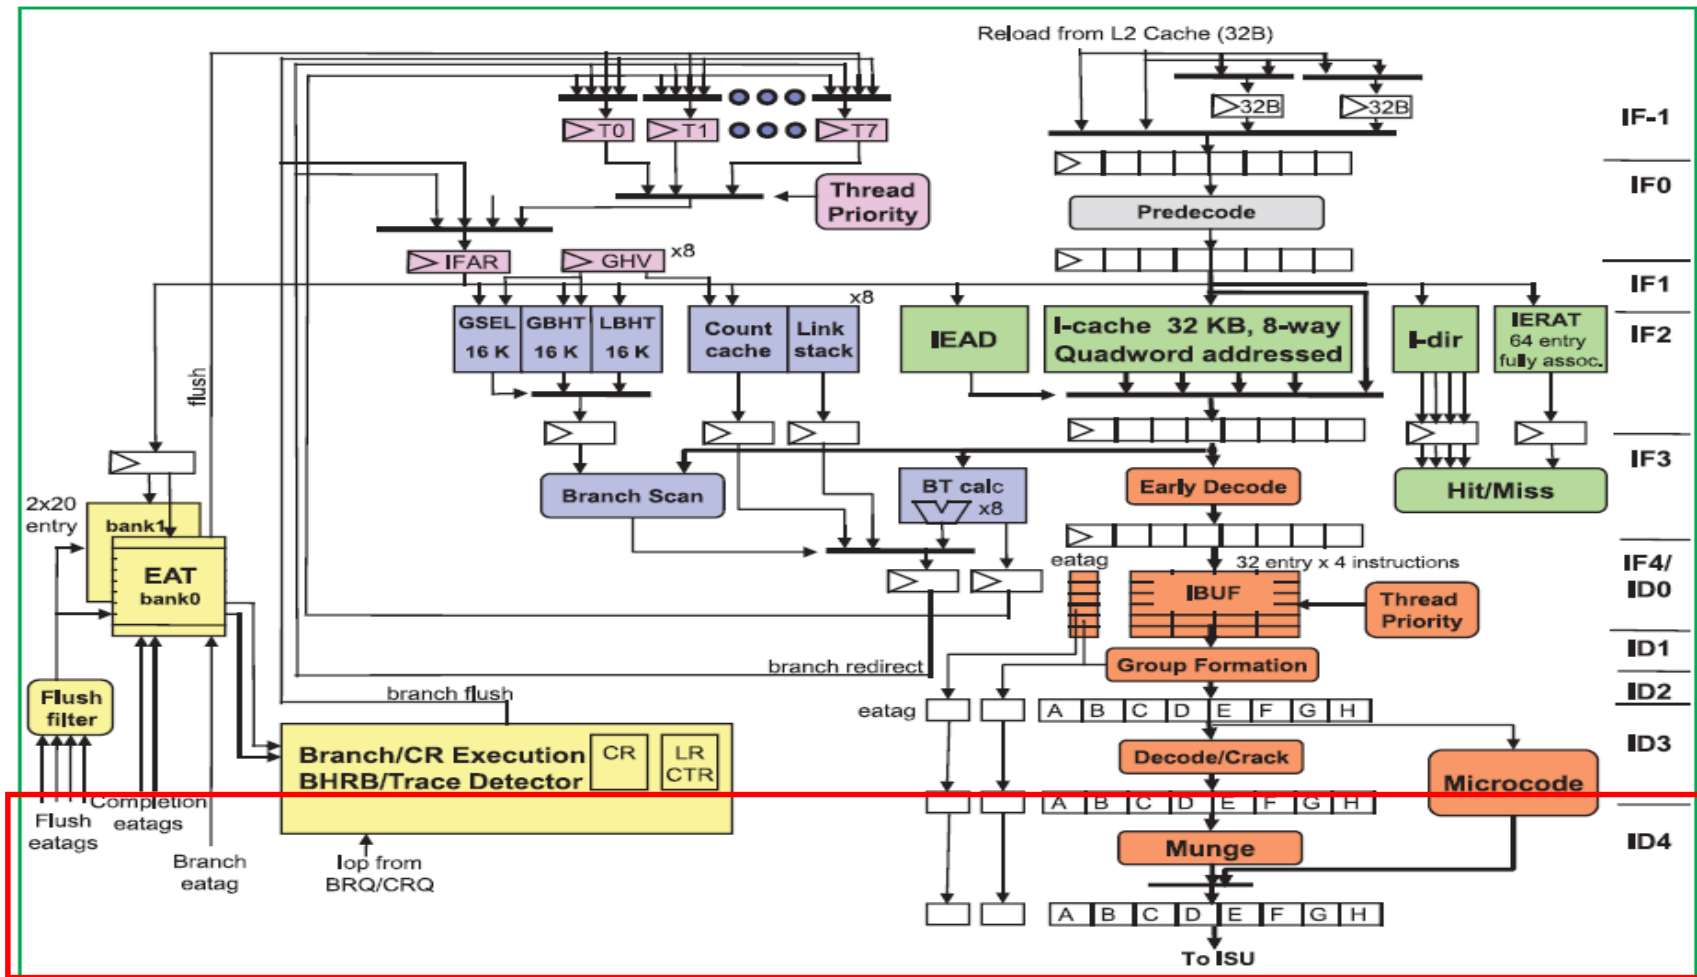 Reload from L2 Cache (32B)
32B
32B
T0
T1
T7
IF-1
Thread
Priority
IF0
Predecode
IFAR
GHV
x8
IF1
GSEL
16 K
GBHT
16 K
LBHT
16 K
Count
cache
Link
stack
x8
IEAD
I-cache 32 KB, 8-way
Quadword addressed
I-dir
IERAT
64 entry
fully assoc.
IF2
flush
IF3
Branch Scan
BT calc
x8
Early Decode
Hit/Miss
2x20
entry
bank1
EAT
bank0
eatag
32 entry x 4 instructions
IBUF
Thread
Priority
IF4/
ID0
ID1
branch redirect
Group Formation
Flush
filter
branch flush
eatag
A B C D E F G H
ID2
Branch/CR Execution
BHRB/Trace Detector
CR
LR
CTR
Decode/Crack
Microcode
ID3
Completion
eatags
Flush
eatags
A B C D E F G H
Branch
eatag
Iop from
BRQ/CRQ
Munge
ID4
A B C D E F G H
To ISU